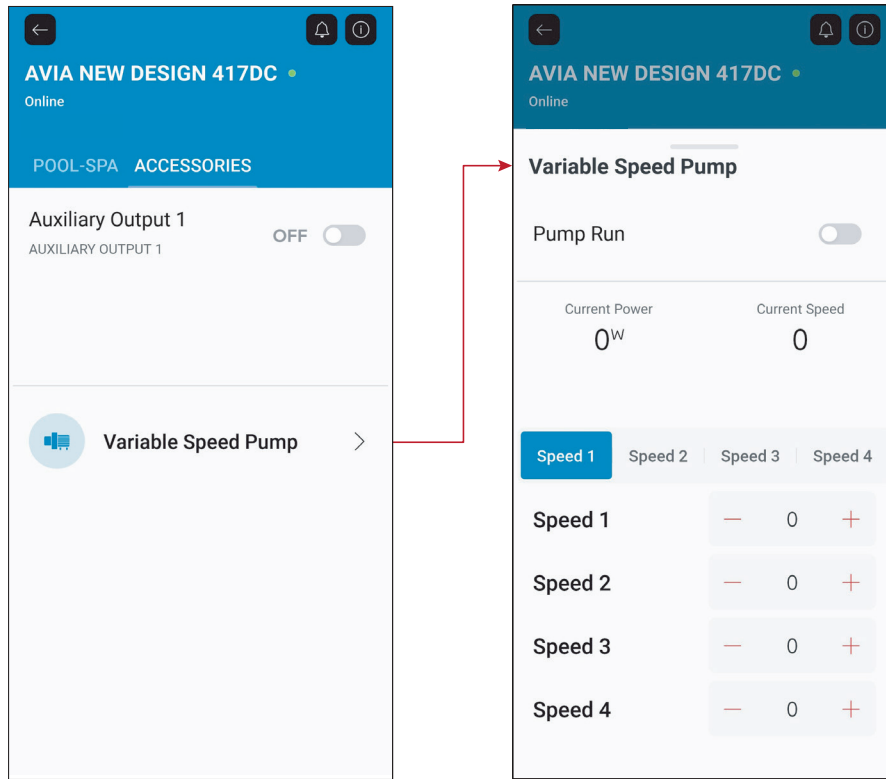 AVIA NEW DESIGN 417DC
Online
POOL-SPA ACCESSORIES
Auxiliary Output 1
AUXILIARY OUTPUT 1
OFF
Variable Speed Pump
AVIA NEW DESIGN 417DC
Online
Variable Speed Pump
Pump Run
Current Power Current Speed
0W 0
Speed 1 Speed 2 Speed 3 Speed 4
Speed 1 — 0 +
Speed 2 — 0 +
Speed 3 — 0 +
Speed 4 — 0 +